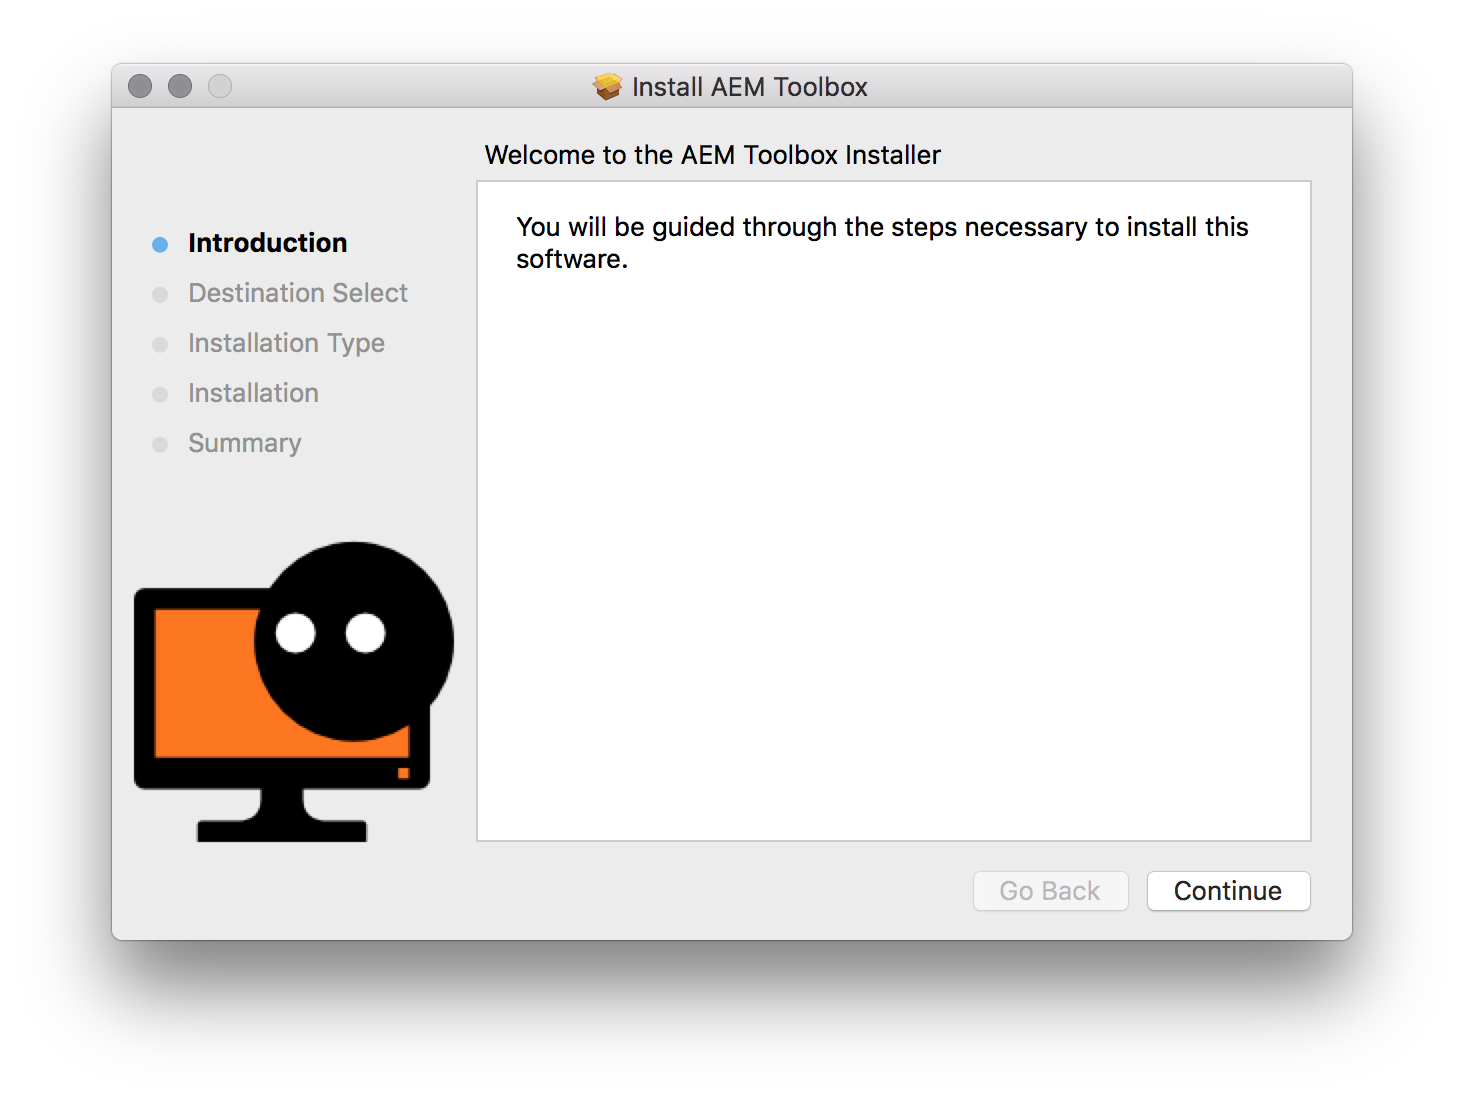 Install AEM Toolbox
Welcome to the AEM Toolbox Installer
Introduction
Destination Select
Installation Type
Installation
Summary
You will be guided through the steps necessary to install this
software.
Go Back
Continue